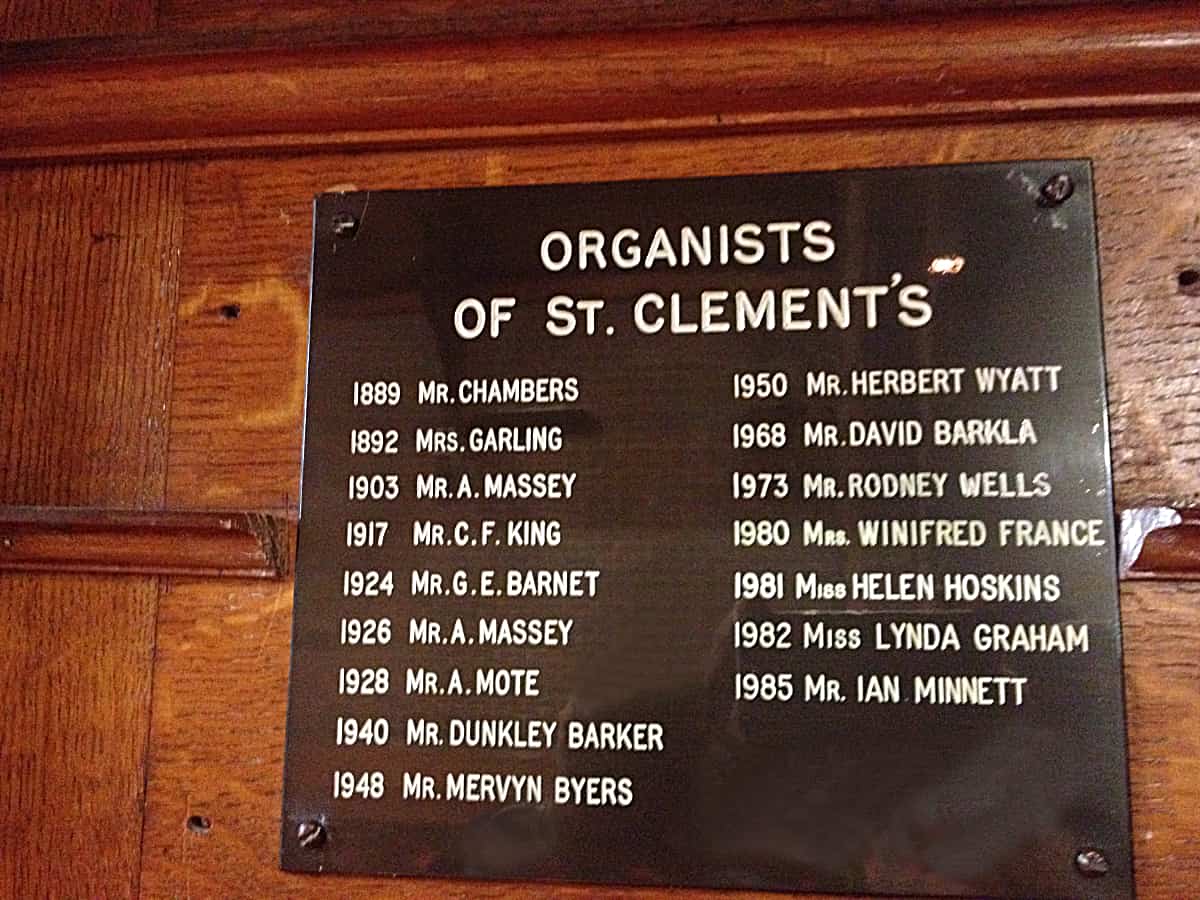 ORGANISTS
OF ST. CLEMENT'S
1889 MR. CHAMBERS
1892 MRS. GARLING
1903 MR. A. MASSEY
1917 MR. C. F. KING
1924 MR. G. E. BARNET
1926 MR. A. MASSEY
1928 MR. A. MOTE
1940 MR. DUNKLEY BARKER
1948 MR. MERVYN BYERS
1950 MR. HERBERT WYATT
1968 MR. DAVID BARKLA
1973 MR. RODNEY WELLS
1980 MRS. WINIFRED FRANCE
1981 MISS HELEN HOSKINS
1982 MISS LYNDA GRAHAM
1985 MR. IAN MINNETT